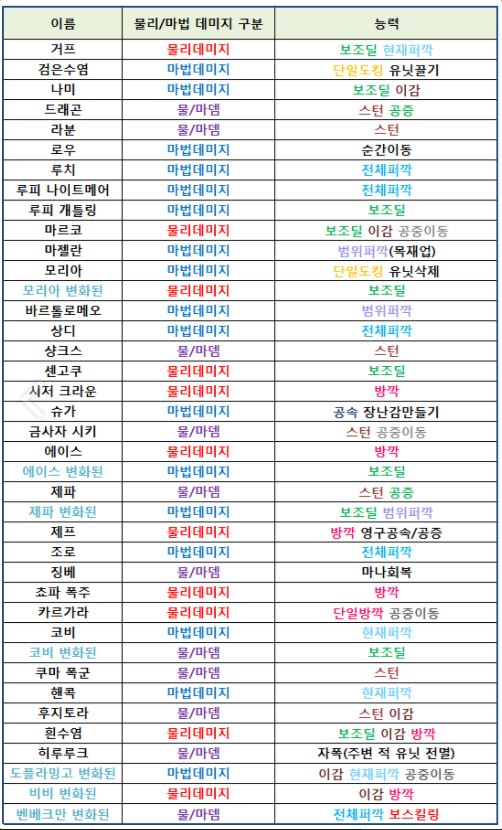 이름 물리/마법 데미지 구분 능력
거프 물리데미지 보조딜 현재퍼깍
검은수염 마법데미지 단일도킹 유닛끌기
나미 마법데미지 보조딜 이감
드래곤 물/마뎀 스턴 공증
라분 물/마뎀 스턴
로우 마법데미지 순간이동
루치 마법데미지 전체퍼깍
루피 나이트메어 마법데미지 전체퍼깍
루피 개틀링 마법데미지 보조딜
마르코 물리데미지 보조딜 이감 공중이동
마젤란 마법데미지 범위퍼깍(목재업)
모리아 마법데미지 단일도킹 유닛삭제
모리아 변화된 물리데미지 보조딜
바르톨로메오 마법데미지 범위퍼깍
상디 마법데미지 전체퍼깍
샹크스 물/마뎀 스턴
센고쿠 물리데미지 보조딜
시저 크라운 물리데미지 방깍
슈가 마법데미지 공속 장난감만들기
금사자 시키 물/마뎀 스턴 공중이동
에이스 물리데미지 방깍
에이스 변화된 마법데미지 보조딜
제파 물/마뎀 스턴 공증
제파 변화된 마법데미지 보조딜 범위퍼깍
제프 물리데미지 방깍 영구공속/공증
조로 마법데미지 전체퍼깍
징베 물/마뎀 마나회복
쵸파 폭주 물리데미지 방깍
카르가라 물리데미지 단일방깍 공중이동
코비 마법데미지 현재퍼깍
코비 변화된 물/마뎀 보조딜
쿠마 폭군 물/마뎀 스턴
핸콕 마법데미지 현재퍼깍
후지토라 물/마뎀 스턴 이감
흰수염 물리데미지 보조딜 이감 방깍
히루루크 물/마뎀 자폭(주변 적 유닛 전멸)
도플라밍고 변화된 마법데미지 이감 현재퍼깍 공중이동
비비 변화된 물리데미지 이감 방깍
벤베크만 변화된 물/마뎀 전체퍼깍 보스킬링